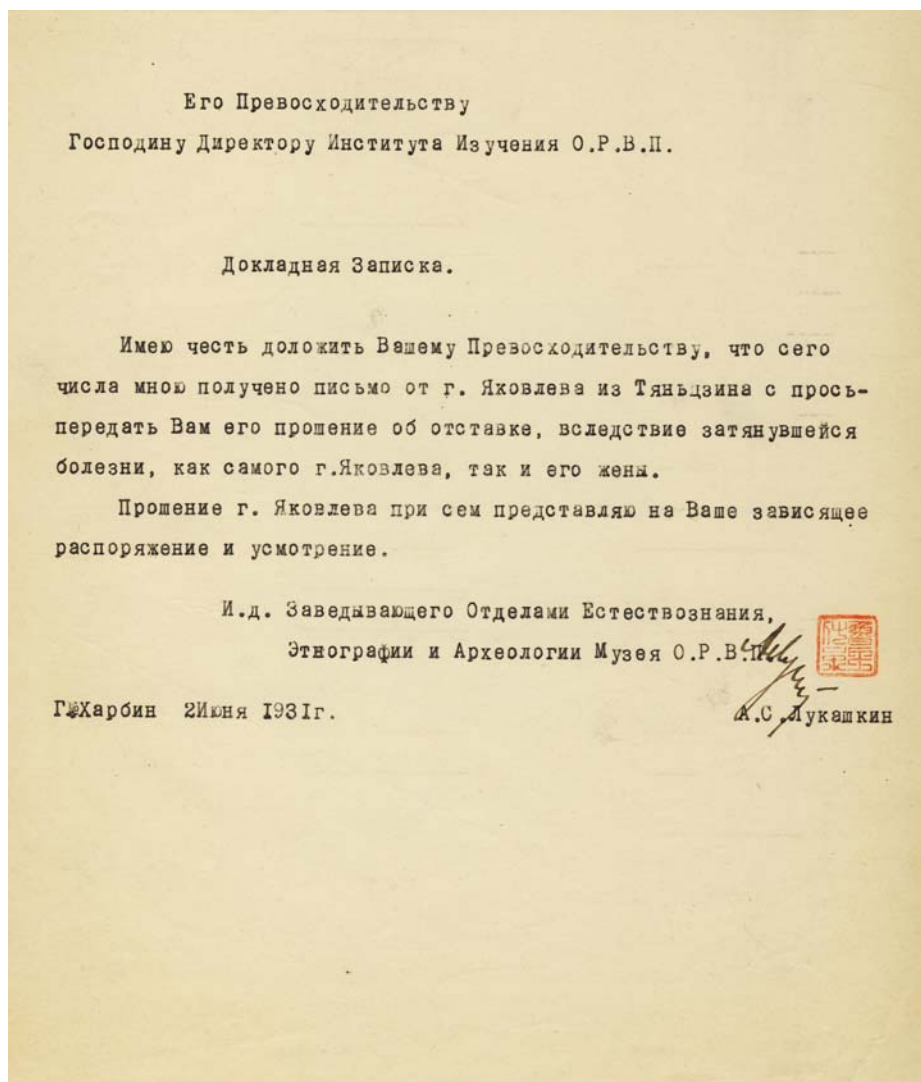 Его Превосходительству
Господину Директору Института Изучения О.Р.В.П.
Докладная Записка.
Имею честь доложить Вашему Превосходительству, что сего
числа мною получено письмо от г. Яковлева из Тяньцзина с прось-
передать Вам его прошение об отставке, вследствие затянувшейся
болезни, как самого г.Яковлева, так и его жены.
Прошение г. Яковлева при сем представляю на Ваше зависящее
распоряжение и усмотрение.
И.д. Заведывающего Отделами Естествознания,
Этнографии и Археологии Музея О.Р.В.П.
Г.Харбин 2Июня 1931г.
А.С.Лукашкин